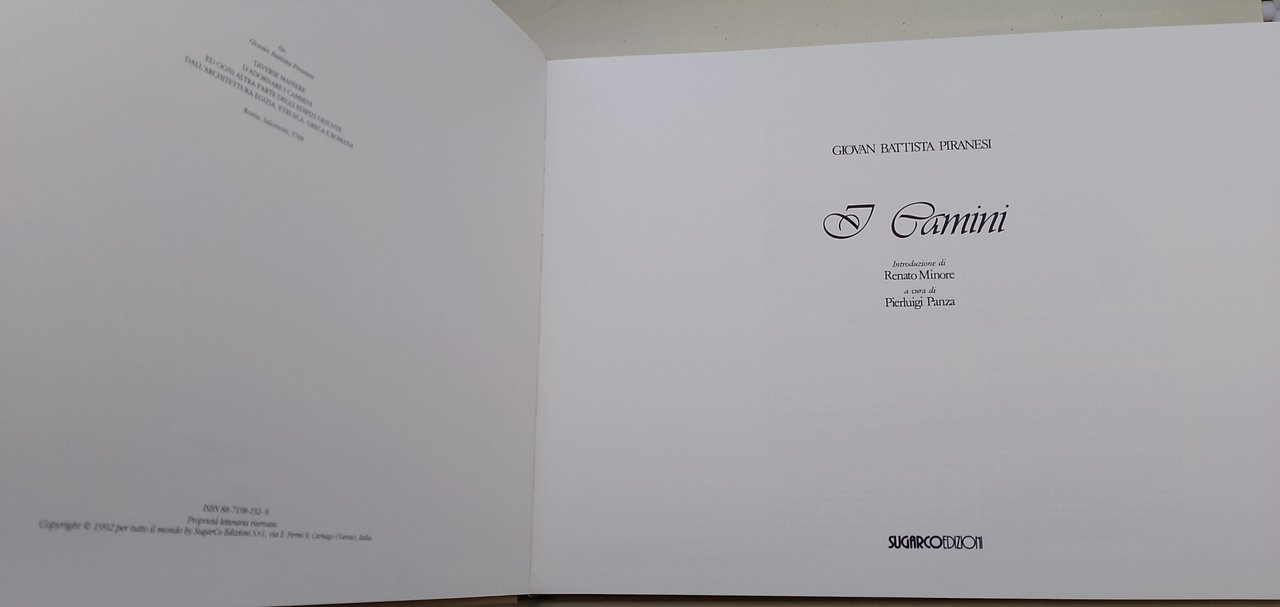 da
Giovan Battista Piranesi
DIVERSE MANIERE
D'ADORNARE I CAMMINI
ED OGNI ALTRA PARTE DEGLI EDIFIZI DESUNTE
DALL'ARCHITETTURA EGIZIA, ETRUSCA, GRECA E ROMANA
Roma, Salomoni, 1769
ISBN 88-7198-192-8
Proprietà letteraria riservata
Copyright © 1992 per tutto il mondo by SugarCo Edizioni S.r.l., via E. Fermi 9, Carnago (Varese), Italia
GIOVAN BATTISTA PIRANESI
I Camini
Introduzione di
Renato Minore
a cura di
Pierluigi Panza
SUGARCOEDIZIONI